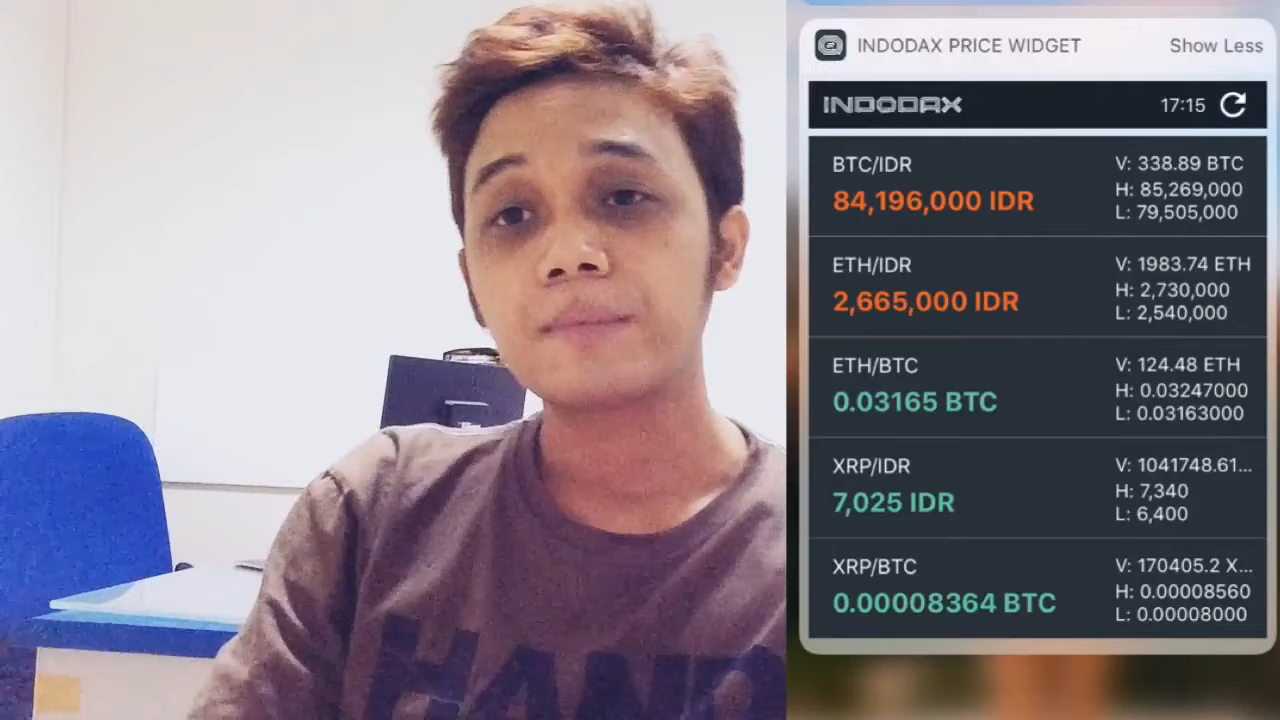 INDODAX PRICE WIDGET Show Less
INDODAX 17:15
BTC/IDR V: 338.89 BTC
84,196,000 IDR H: 85,269,000
L: 79,505,000
ETH/IDR V: 1983.74 ETH
2,665,000 IDR H: 2,730,000
L: 2,540,000
ETH/BTC V: 124.48 ETH
0.03165 BTC H: 0.03247000
L: 0.03163000
XRP/IDR V: 1041748.61...
7,025 IDR H: 7,340
L: 6,400
XRP/BTC V: 170405.2 X...
0.00008364 BTC H: 0.00008560
L: 0.00008000
HAND